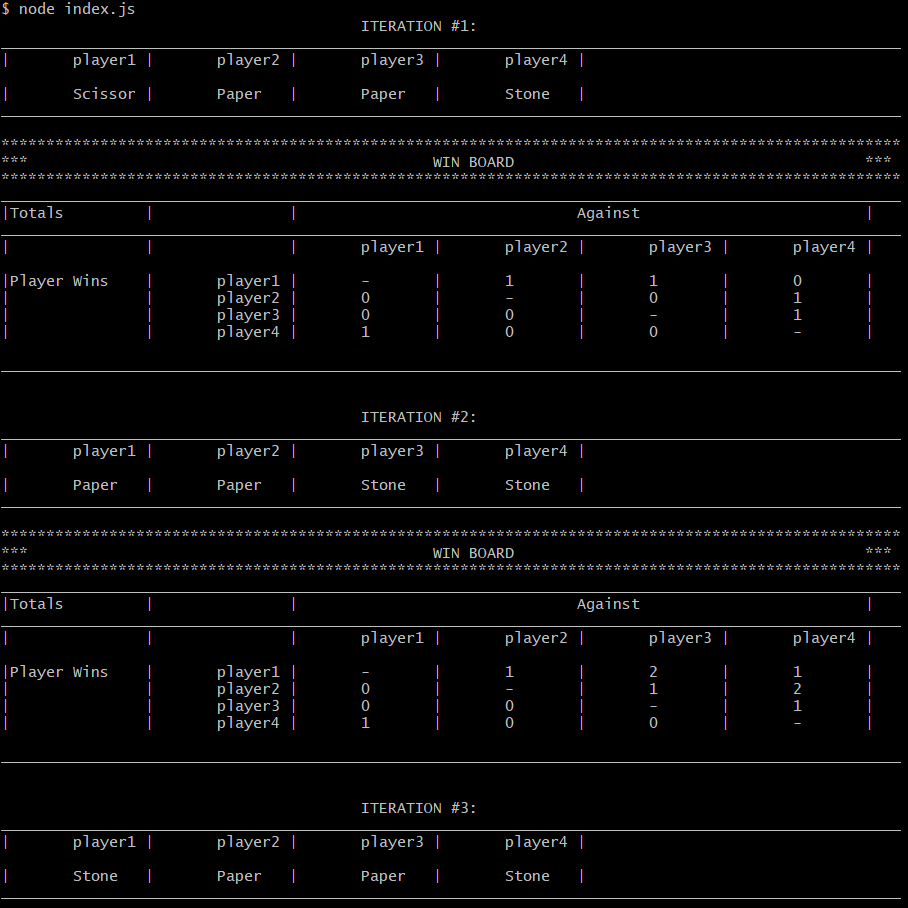 $ node index.js
ITERATION #1:
| player1 | player2 | player3 | player4 |
| Scissor | Paper | Paper | Stone |
****************************************************************************************************
*** WIN BOARD ***
****************************************************************************************************
|Totals | | Against |
| | | player1 | player2 | player3 | player4 |
|Player Wins | player1 | - | 1 | 1 | 0 |
| | player2 | 0 | - | 0 | 1 |
| | player3 | 0 | 0 | - | 1 |
| | player4 | 1 | 0 | 0 | - |
ITERATION #2:
| player1 | player2 | player3 | player4 |
| Paper | Paper | Stone | Stone |
****************************************************************************************************
*** WIN BOARD ***
****************************************************************************************************
|Totals | | Against |
| | | player1 | player2 | player3 | player4 |
|Player Wins | player1 | - | 1 | 2 | 1 |
| | player2 | 0 | - | 1 | 2 |
| | player3 | 0 | 0 | - | 1 |
| | player4 | 1 | 0 | 0 | - |
ITERATION #3:
| player1 | player2 | player3 | player4 |
| Stone | Paper | Paper | Stone |